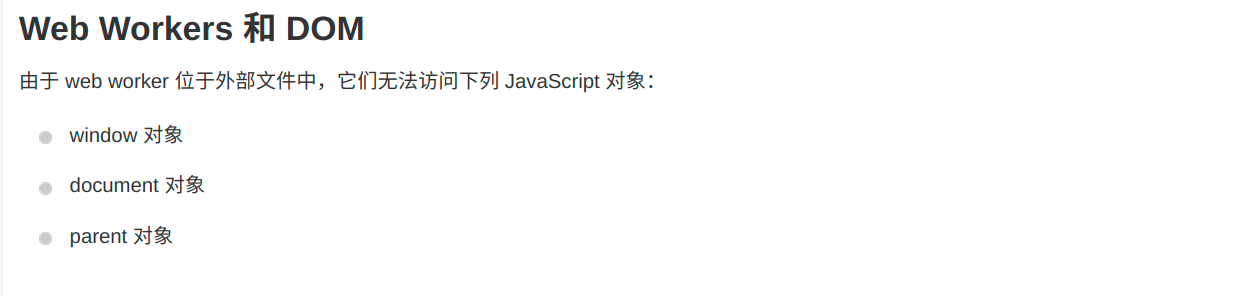 Web Workers 和 DOM
由于 web worker 位于外部文件中，它们无法访问下列 JavaScript 对象：
window 对象
document 对象
parent 对象